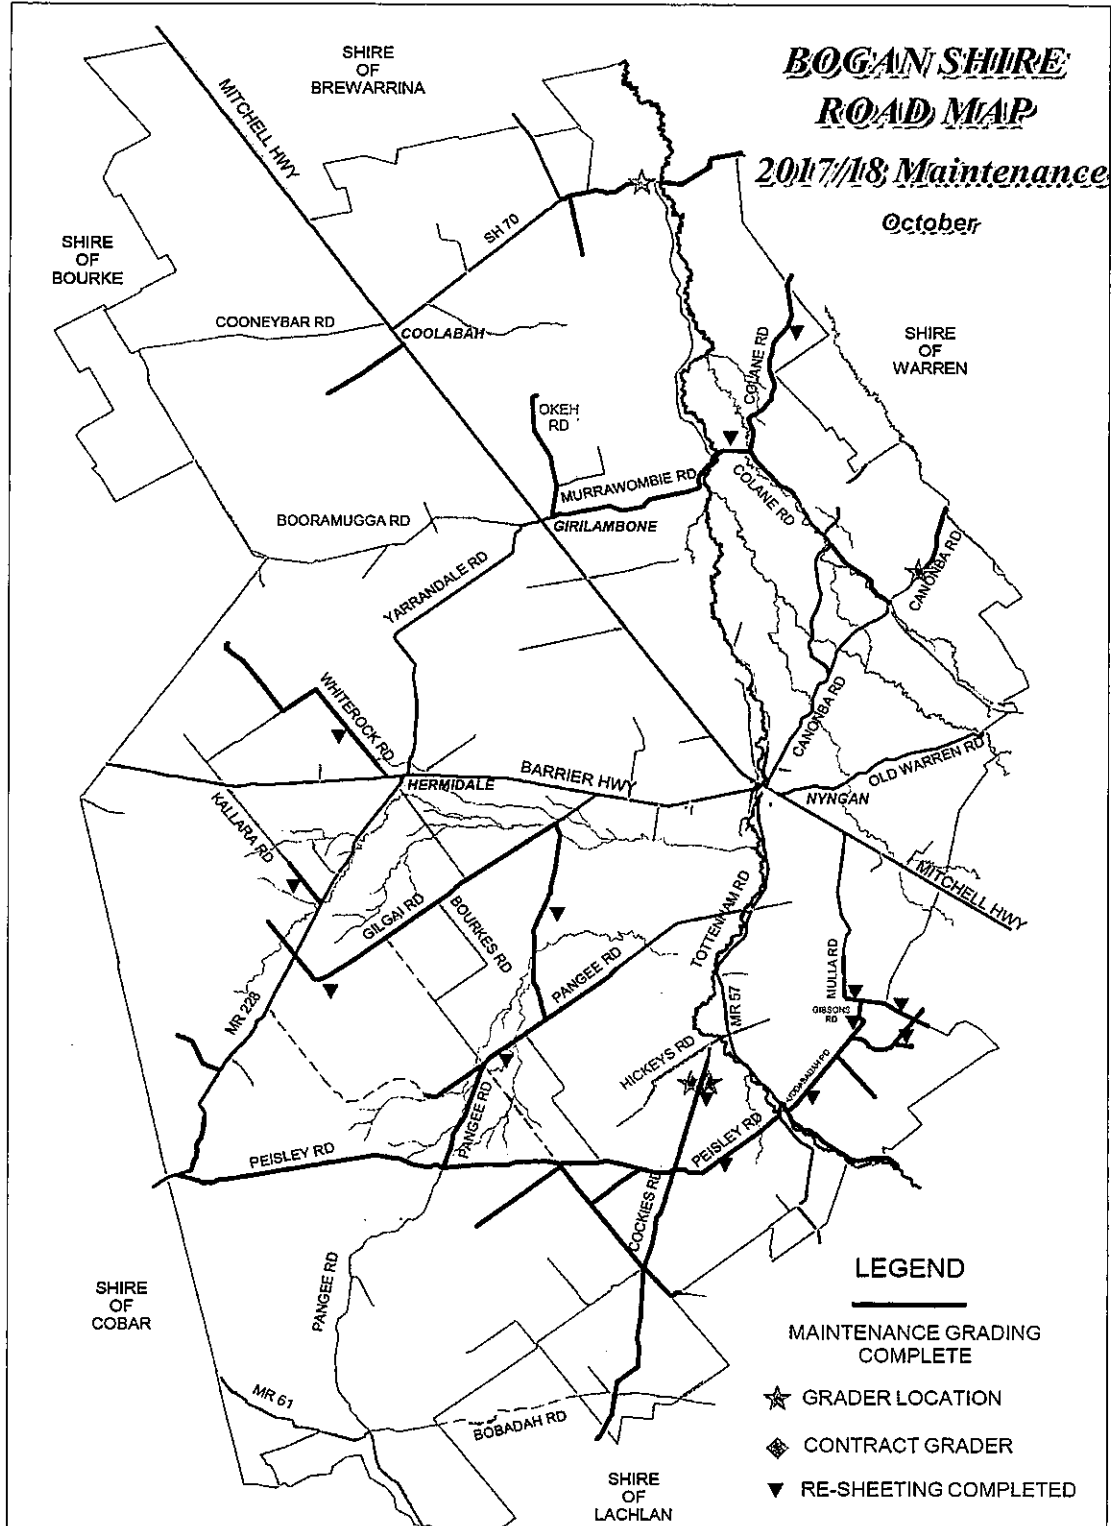 BOGAN SHIRE
ROAD MAP
2017/18 Maintenance
October
SHIRE
OF
BREWARRINA
MITCHELL HWY
SH 70
SHIRE
OF
BOURKE
COONEYBAR RD
COOLABAH
COLANE RD
SHIRE
OF
WARREN
OKEH
RD
MURRAWOMBIE RD
COLANE RD
BOORAMUGGA RD
GIRILAMBONE
CANONBA RD
YARRANDALE RD
WHITEROCK RD
CANONBA RD
OLD WARREN RD
BARRIER HWY
HERMIDALE
NYNGAN
KALLARA RD
MITCHELL HWY
GILGAI RD
BOURKES RD
TOTTENHAM RD
PANGEE RD
MULLA RD
MR 228
MR 57
GIBSONS
RD
HICKEYS RD
PANGEE RD
PEISLEY RD
PEISLEY RD
COCKIES RD
PANGEE RD
SHIRE
OF
COBAR
MR 61
BOBADAH RD
SHIRE
OF
LACHLAN
LEGEND
MAINTENANCE GRADING
COMPLETE
GRADER LOCATION
CONTRACT GRADER
RE-SHEETING COMPLETED